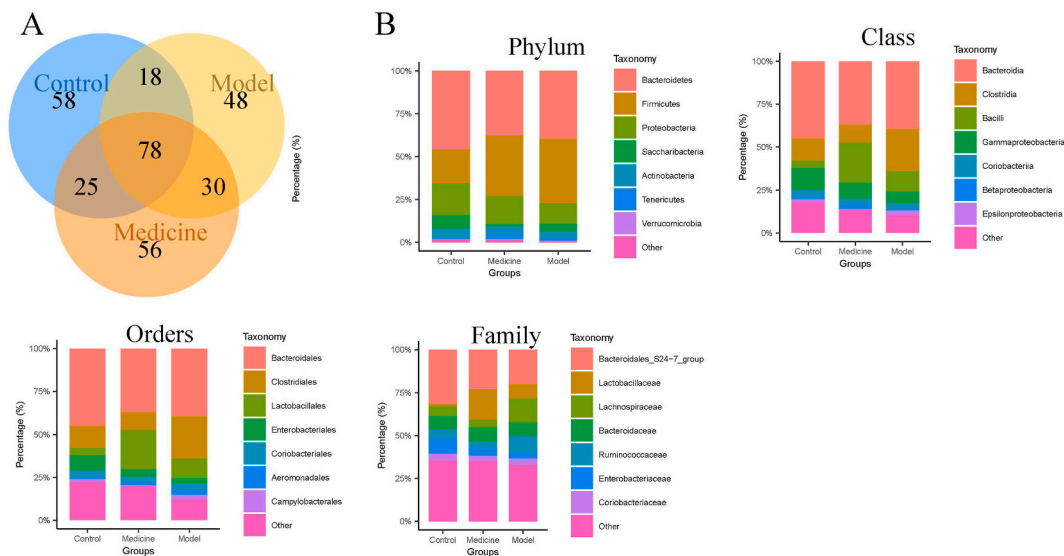 A
Control
58
18
Model
48
78
25
30
Medicine
56
B
Phylum
Percentage (%)
100%
75%
50%
25%
0%
Control
Medicine
Model
Groups
Taxonomy
Bacteroidetes
Firmicutes
Proteobacteria
Saccharibacteria
Actinobacteria
Tenericutes
Verrucomicrobia
Other
Class
Percentage (%)
100%
75%
50%
25%
0%
Control
Medicine
Model
Groups
Taxonomy
Bacteroidia
Clostridia
Bacilli
Gammaproteobacteria
Coriobacteriia
Betaproteobacteria
Epsilonproteobacteria
Other
Orders
Percentage (%)
100%
75%
50%
25%
0%
Control
Medicine
Model
Groups
Taxonomy
Bacteroidales
Clostridiales
Lactobacillales
Enterobacteriales
Coriobacteriales
Aeromonadales
Campylobacterales
Other
Family
Percentage (%)
100%
75%
50%
25%
0%
Control
Medicine
Model
Groups
Taxonomy
Bacteroidales_S24-7_group
Lactobacillaceae
Lachnospiraceae
Bacteroidaceae
Ruminococcaceae
Enterobacteriaceae
Coriobacteriaceae
Other